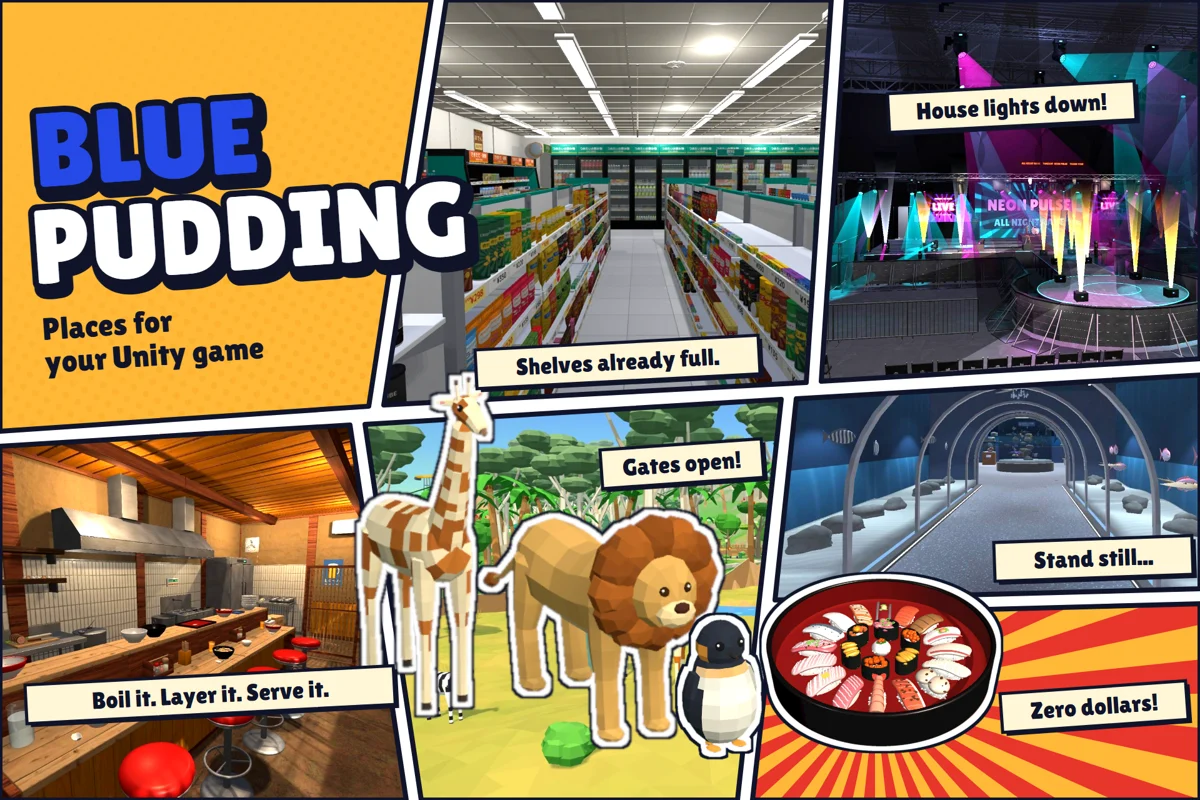 BLUE
PUDDING
Places for
your Unity game
Shelves already full.
House lights down!
LIVE
NEON PULSE
LIVE
ALL NIGHT
Boil it. Layer it. Serve it.
Gates open!
Stand still...
Zero dollars!